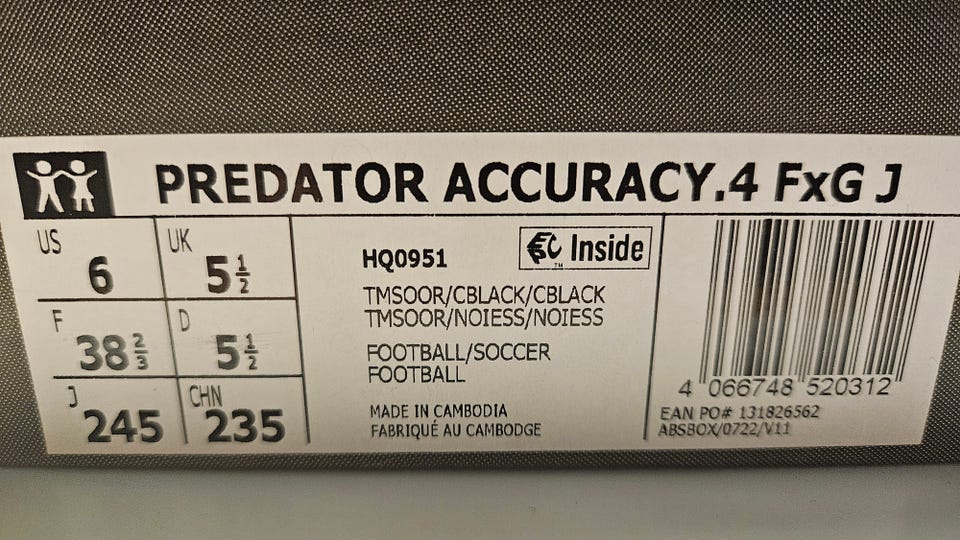 PREDATOR ACCURACY.4 FxG J
US 6
UK 5 1/2
F 38 2/3
D 5 1/2
J 245
CHN 235
HQ0951
Inside
TM
TMSOOR/CBLACK/CBLACK
TMSOOR/NOIESS/NOIESS
FOOTBALL/SOCCER
FOOTBALL
MADE IN CAMBODIA
FABRIQUÉ AU CAMBODGE
4 066748 520312
EAN PO# 131826562
ABSBOX/0722/V11